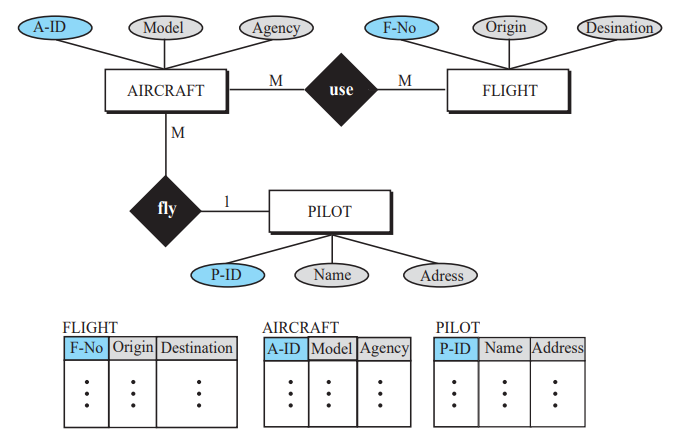 A-ID Model Agency F-No Origin Desination
AIRCRAFT M use M FLIGHT
M
fly 1 PILOT
P-ID Name Adress
FLIGHT AIRCRAFT PILOT
F-No Origin Destination A-ID Model Agency P-ID Name Address